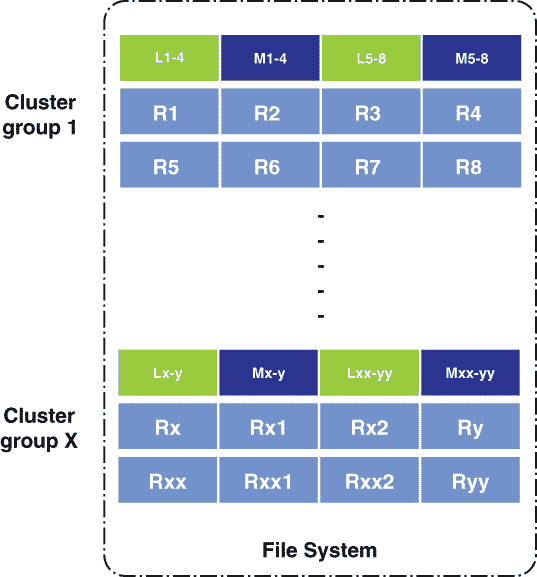 L1-4 M1-4 L5-8 M5-8
Cluster
group 1
R1 R2 R3 R4
R5 R6 R7 R8
Lx-y Mx-y Lxx-yy Mxx-yy
Cluster
group X
Rx Rx1 Rx2 Ry
Rxx Rxx1 Rxx2 Ryy
File System